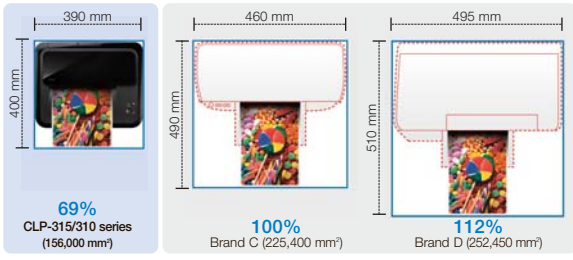 390 mm
460 mm
495 mm
400 mm
490 mm
510 mm
69%
CLP-315/310 series
(156,000 mm²)
100%
Brand C (225,400 mm²)
112%
Brand D (252,450 mm²)